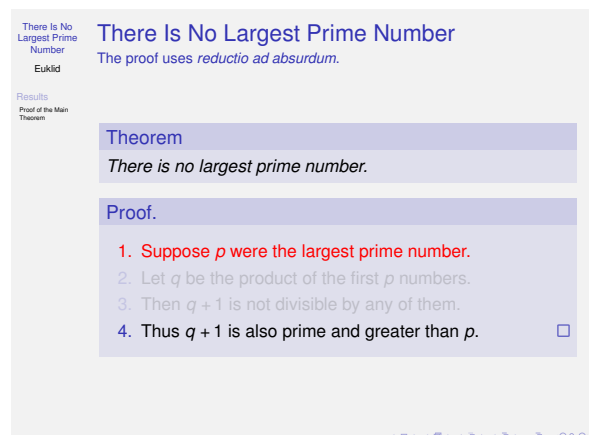 There Is No
Largest Prime
Number
Euklid
Results
Proof of the Main
Theorem
There Is No Largest Prime Number
The proof uses reductio ad absurdum.
Theorem
There is no largest prime number.
Proof.
1. Suppose p were the largest prime number.
2. Let q be the product of the first p numbers.
3. Then q + 1 is not divisible by any of them.
4. Thus q + 1 is also prime and greater than p.